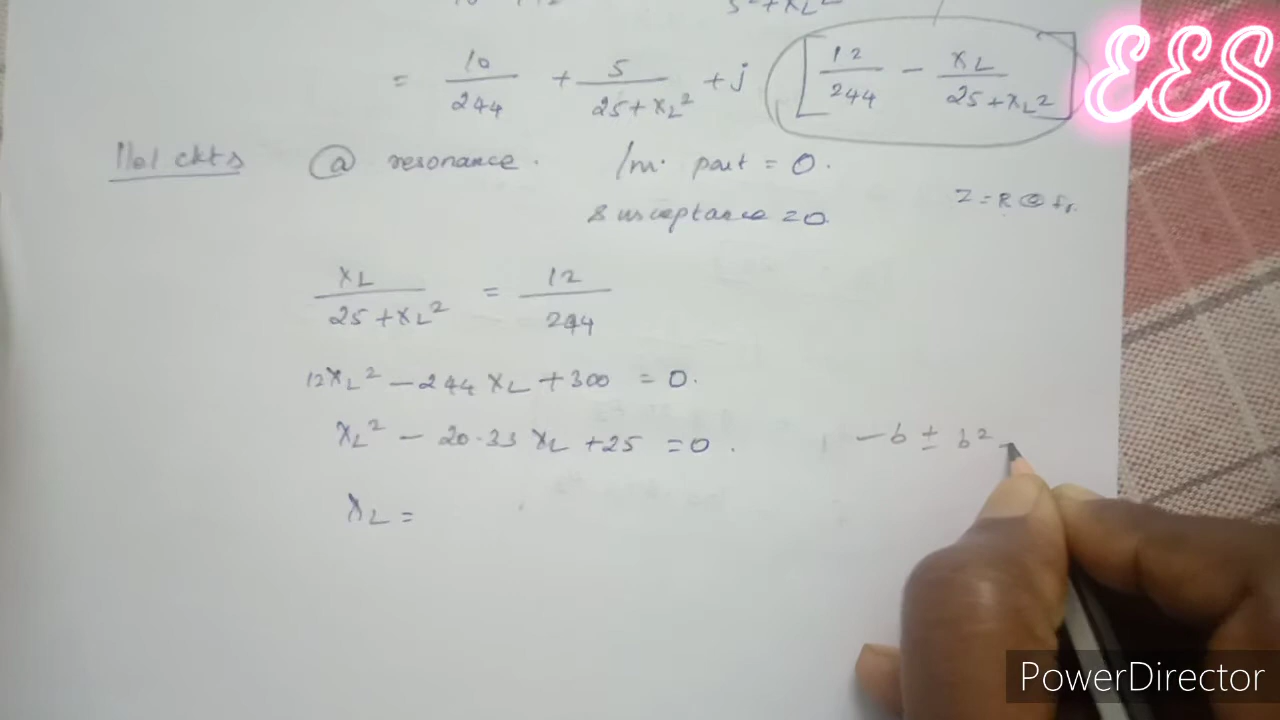 = 10/244 + 5/25+XL² + j [12/244 - XL/25+XL²]
EES
11el ckts @ resonance. Im. part = 0.
Susceptance = 0
Z = R @ fr.
XL/25+XL² = 12/244
12XL² - 244 XL + 300 = 0.
XL² - 20.33 XL + 25 = 0.
-b ± b² -
XL =
PowerDirector